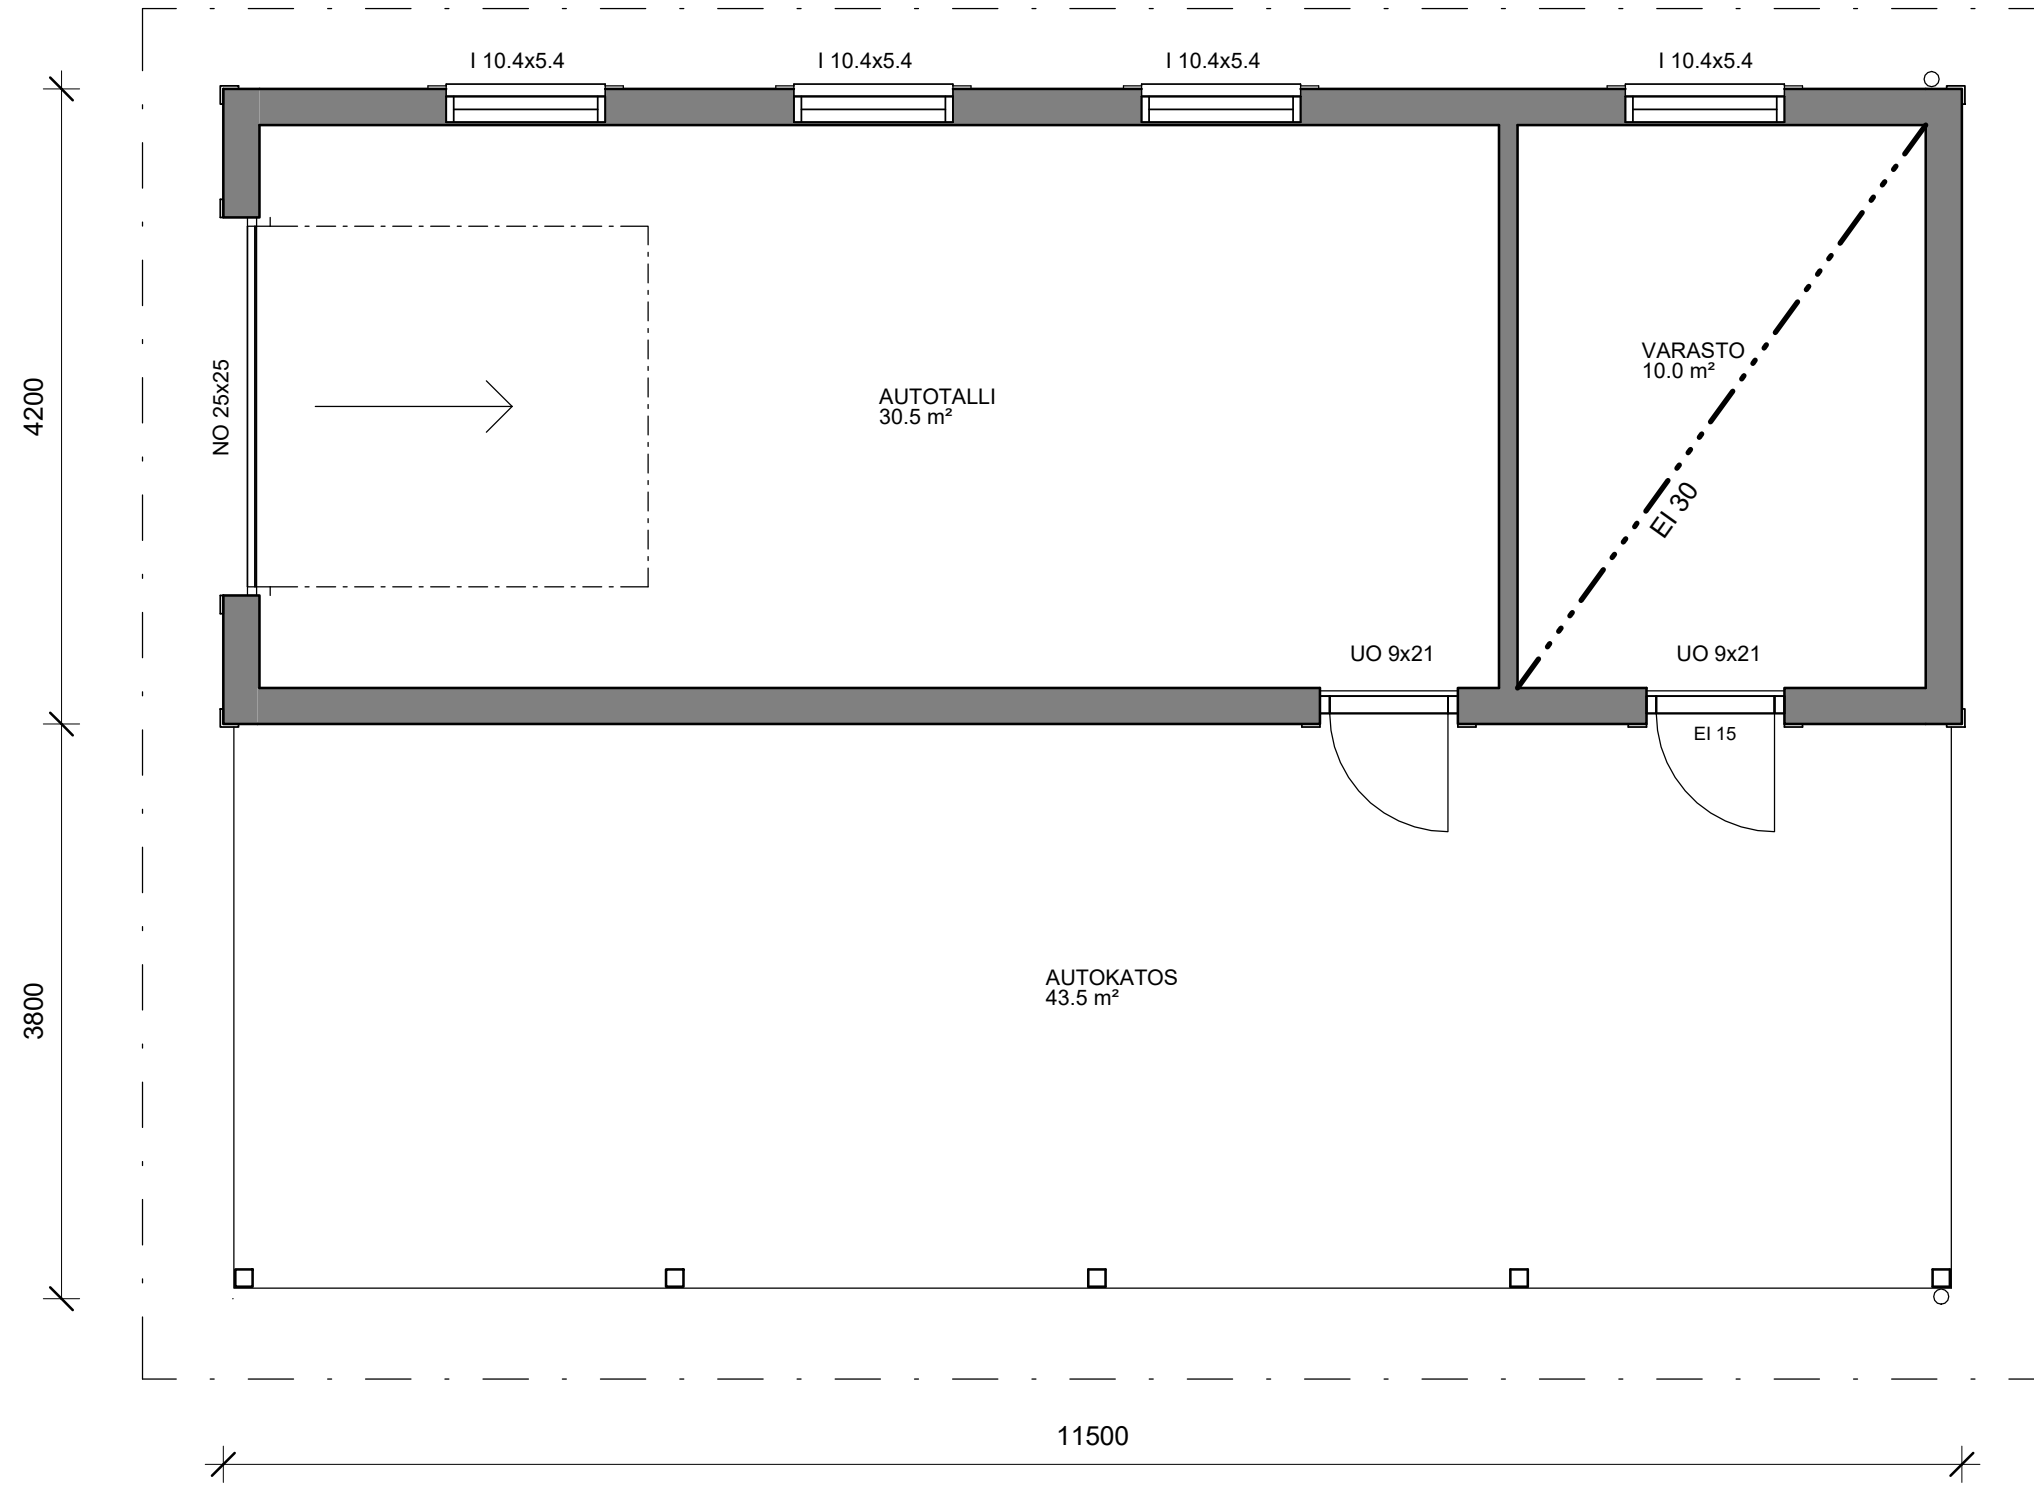 I 10.4x5.4
I 10.4x5.4
I 10.4x5.4
I 10.4x5.4
4200
NO 25x25
AUTOTALLI
30.5 m²
VARASTO
10.0 m²
EI 30
UO 9x21
UO 9x21
EI 15
3800
AUTOKATOS
43.5 m²
11500